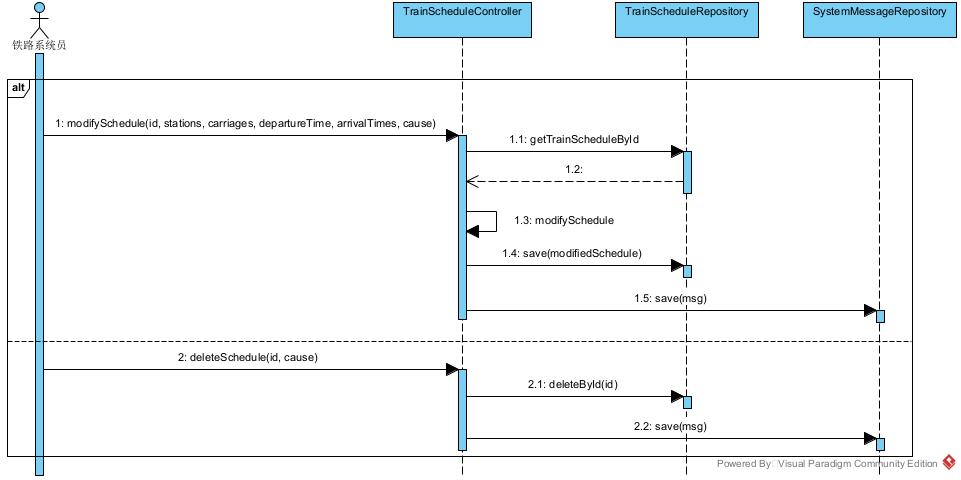 TrainScheduleController
TrainScheduleRepository
SystemMessageRepository
铁路系统员
alt
1: modifySchedule(id, stations, carriages, departureTime, arrivalTimes, cause)
1.1: getTrainScheduleById
1.2:
1.3: modifySchedule
1.4: save(modifiedSchedule)
1.5: save(msg)
2: deleteSchedule(id, cause)
2.1: deleteById(id)
2.2: save(msg)
Powered By: Visual Paradigm Community Edition